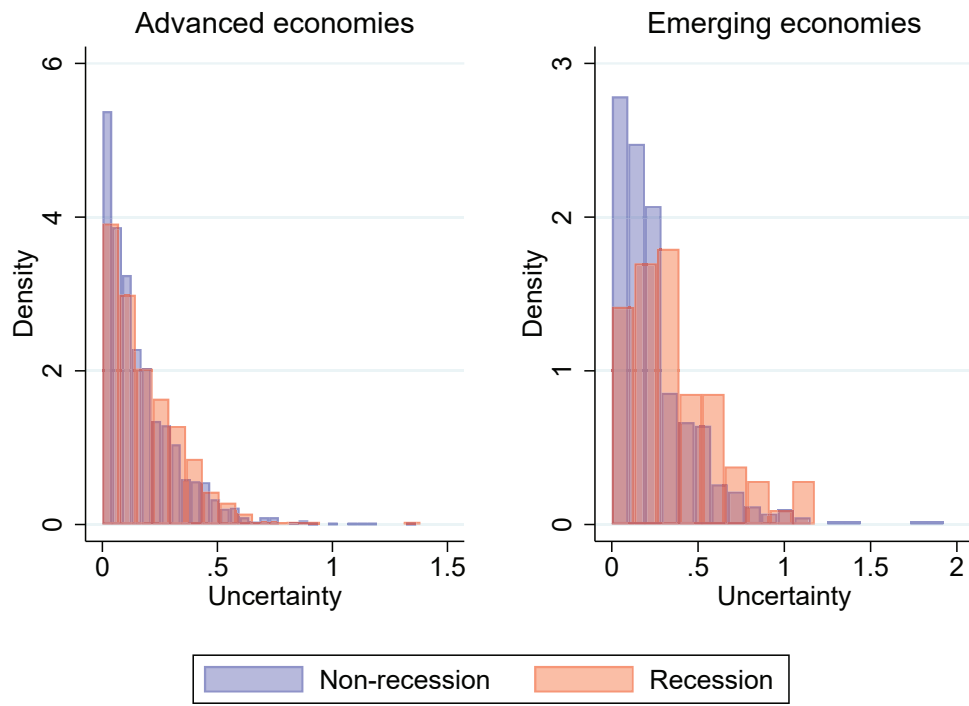 Advanced economies
6
4
2
0
Density
0 .5 1 1.5
Uncertainty
Emerging economies
3
2
1
0
Density
0 .5 1 1.5 2
Uncertainty
Non-recession Recession